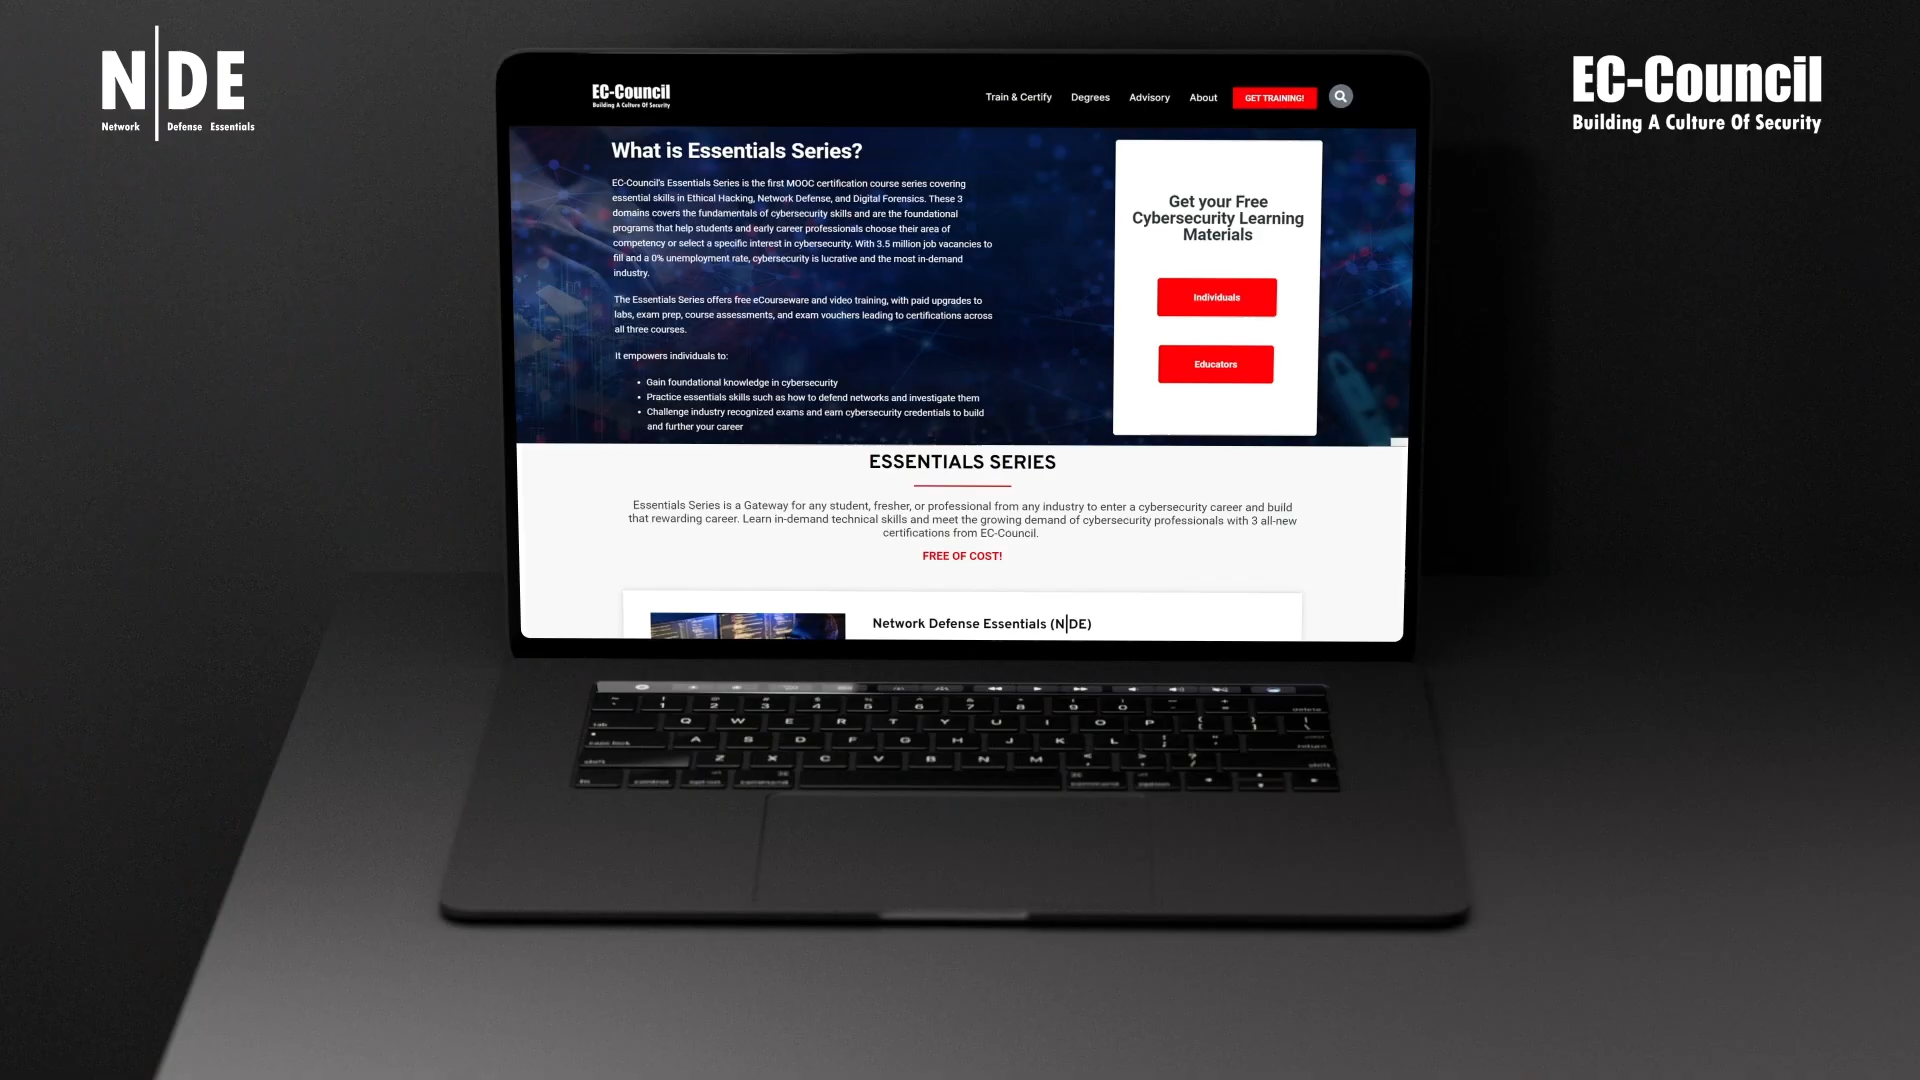 N|DE
Network Defense Essentials
EC-Council
Building A Culture Of Security
EC-Council
Building A Culture Of Security
Train & Certify
Degrees
Advisory
About
GET TRAINING!
What is Essentials Series?
EC-Council's Essentials Series is the first MOOC certification course series covering
essential skills in Ethical Hacking, Network Defense, and Digital Forensics. These 3
domains covers the fundamentals of cybersecurity skills and are the foundational
programs that help students and early career professionals choose their area of
competency or select a specific interest in cybersecurity. With 3.5 million job vacancies to
fill and a 0% unemployment rate, cybersecurity is lucrative and the most in-demand
industry.
The Essentials Series offers free eCourseware and video training, with paid upgrades to
labs, exam prep, course assessments, and exam vouchers leading to certifications across
all three courses.
It empowers individuals to:
• Gain foundational knowledge in cybersecurity
• Practice essentials skills such as how to defend networks and investigate them
• Challenge industry recognized exams and earn cybersecurity credentials to build
and further your career
Get your Free
Cybersecurity Learning
Materials
Individuals
Educators
ESSENTIALS SERIES
Essentials Series is a Gateway for any student, fresher, or professional from any industry to enter a cybersecurity career and build
that rewarding career. Learn in-demand technical skills and meet the growing demand of cybersecurity professionals with 3 all-new
certifications from EC-Council.
FREE OF COST!
Network Defense Essentials (N|DE)
1 2 3 4 5 6 7 8 9 0
Q W E R T Y U I O P
A S D F G H J K L
Z X C V B N M